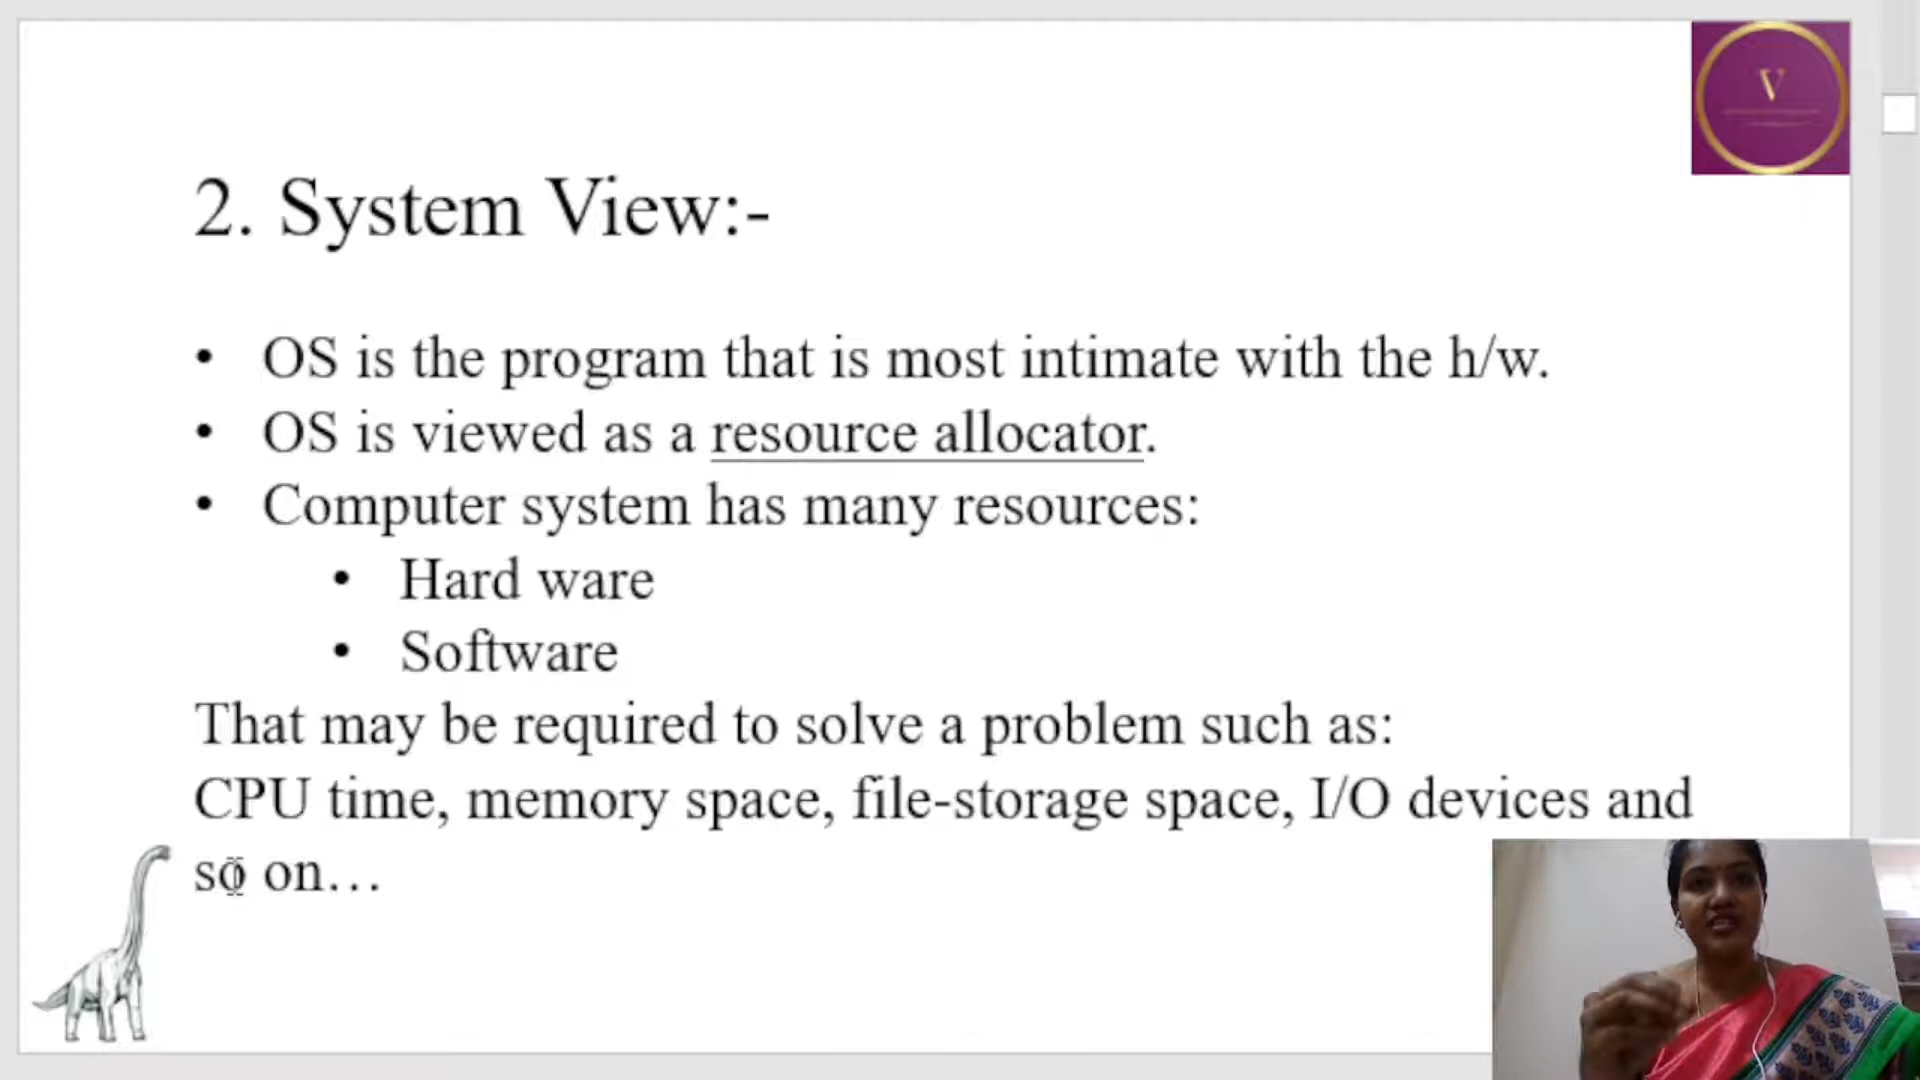 V
2. System View:-
• OS is the program that is most intimate with the h/w.
• OS is viewed as a resource allocator.
• Computer system has many resources:
• Hard ware
• Software
That may be required to solve a problem such as:
CPU time, memory space, file-storage space, I/O devices and
so on…